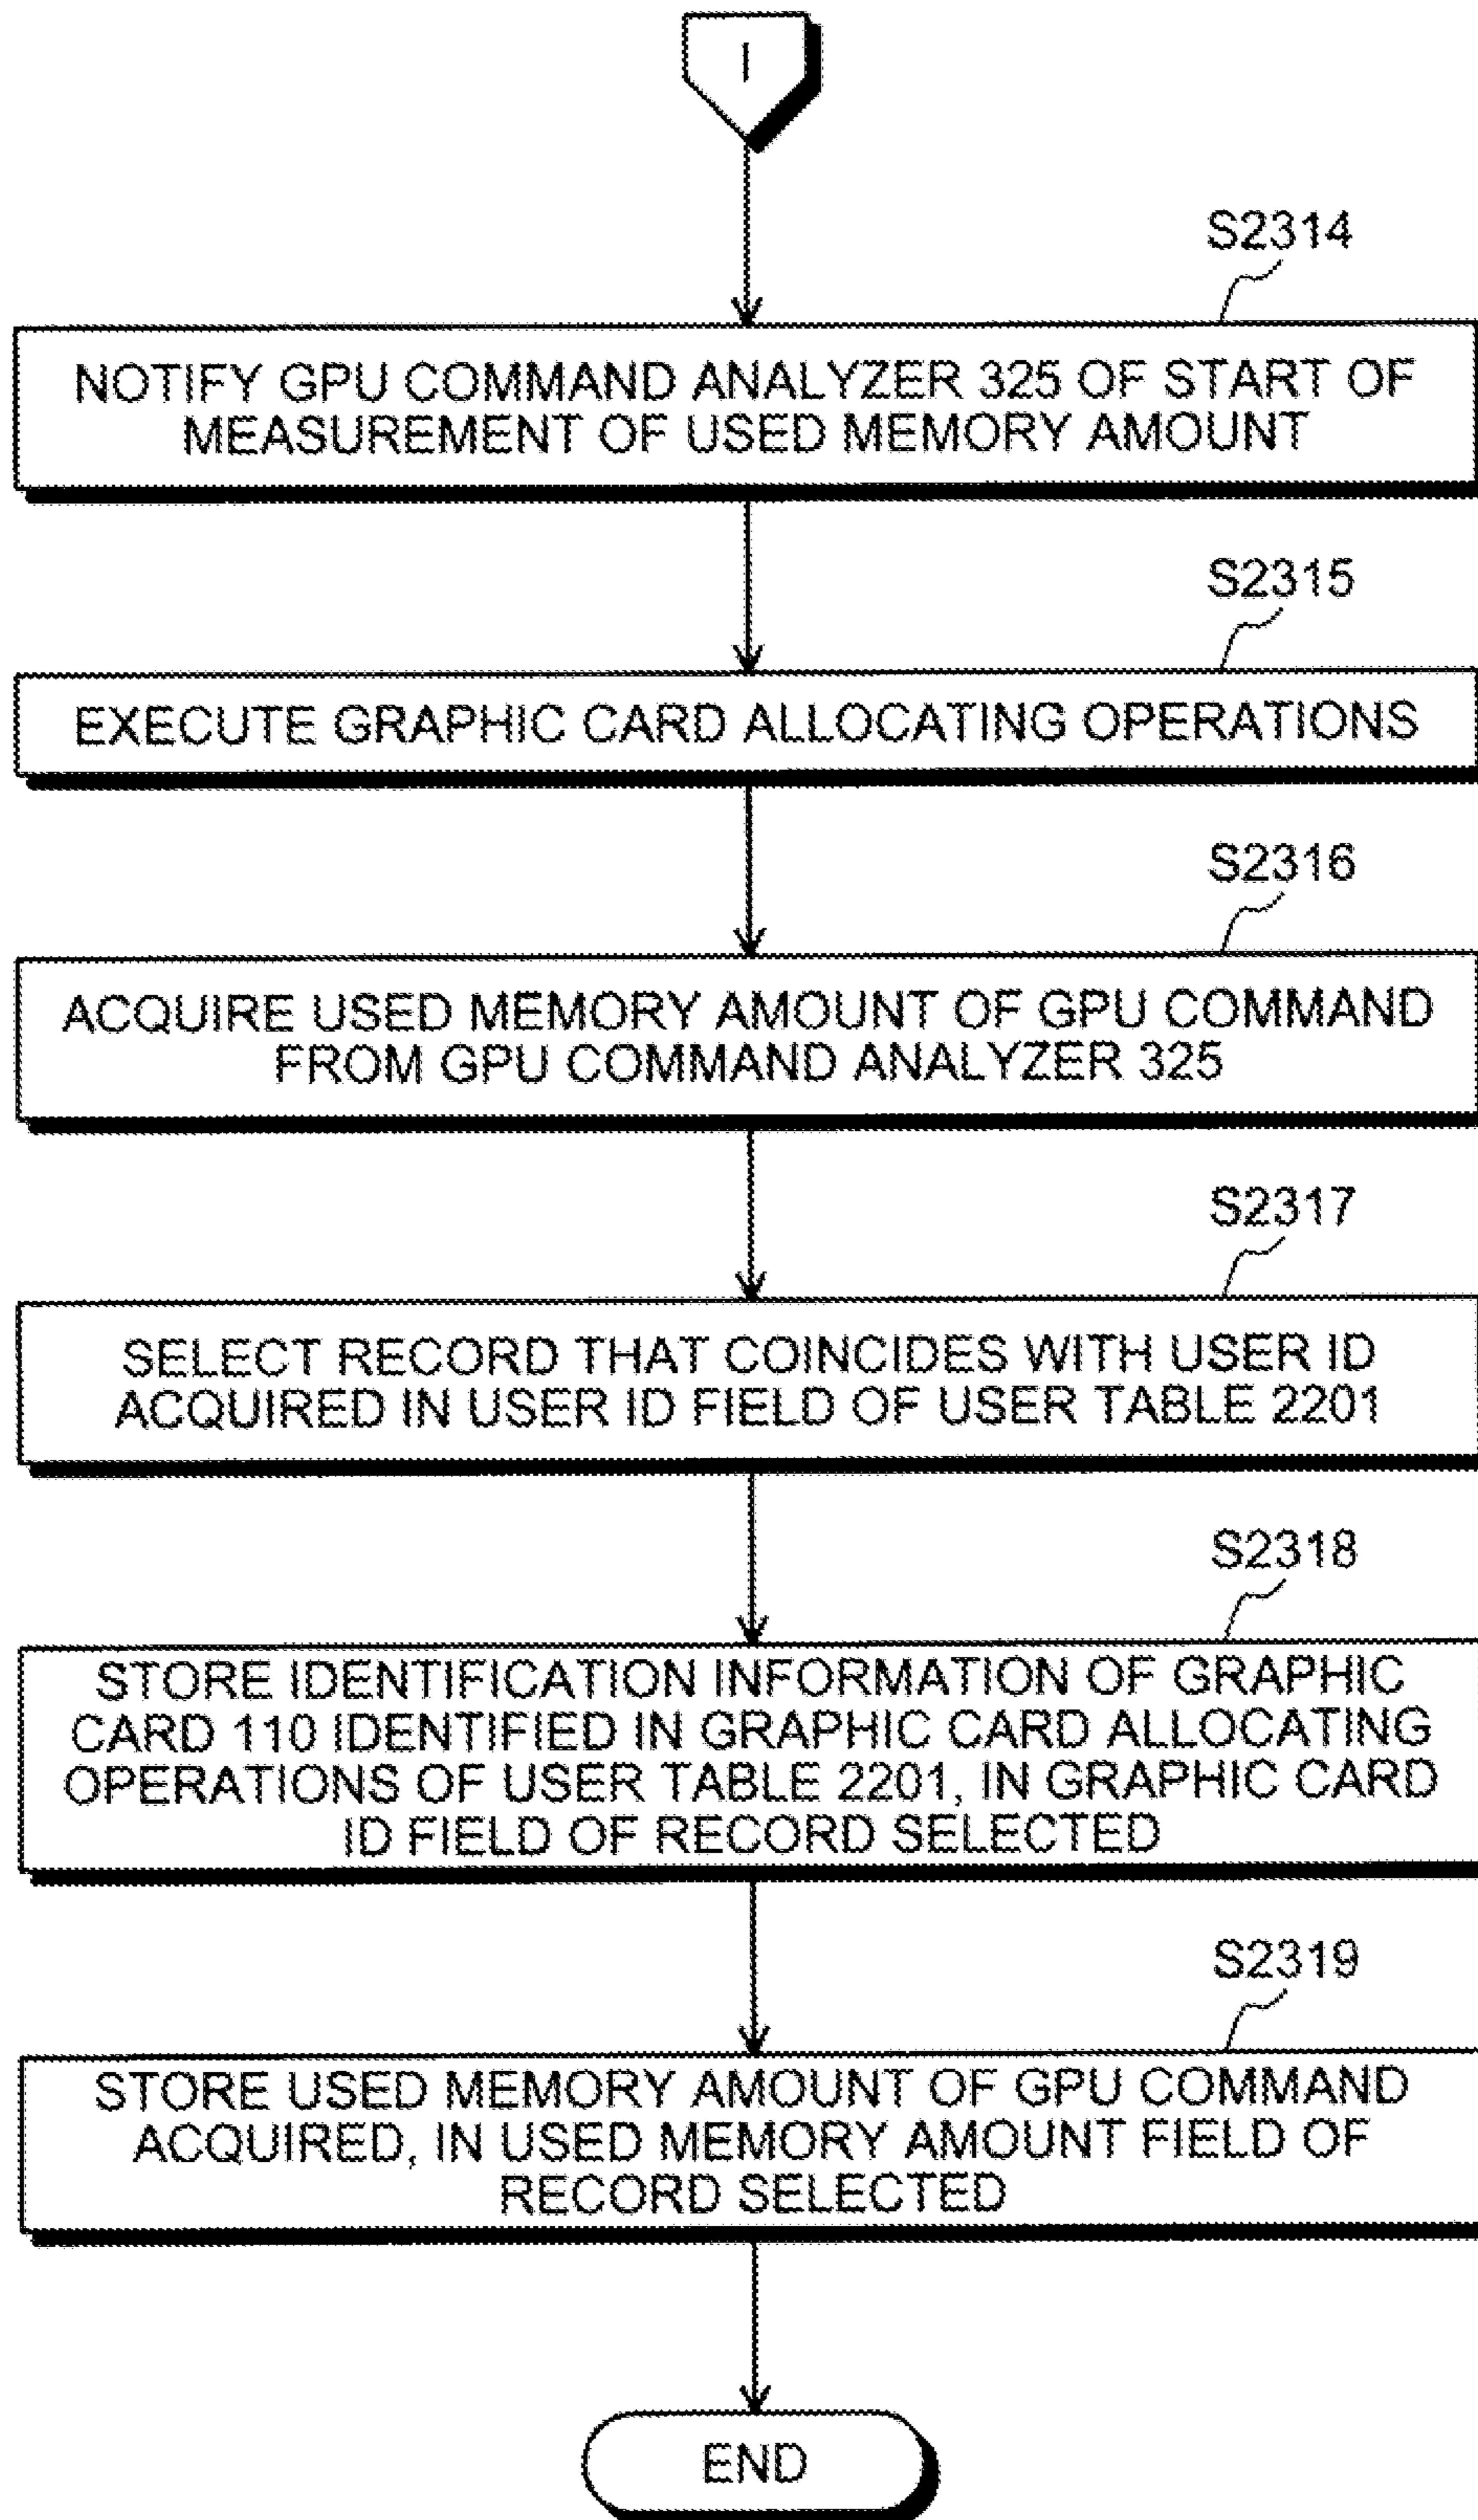 I
S2314
NOTIFY GPU COMMAND ANALYZER 325 OF START OF
MEASUREMENT OF USED MEMORY AMOUNT
S2315
EXECUTE GRAPHIC CARD ALLOCATING OPERATIONS
S2316
ACQUIRE USED MEMORY AMOUNT OF GPU COMMAND
FROM GPU COMMAND ANALYZER 325
S2317
SELECT RECORD THAT COINCIDES WITH USER ID
ACQUIRED IN USER ID FIELD OF USER TABLE 2201
S2318
STORE IDENTIFICATION INFORMATION OF GRAPHIC
CARD 110 IDENTIFIED IN GRAPHIC CARD ALLOCATING
OPERATIONS OF USER TABLE 2201, IN GRAPHIC CARD
ID FIELD OF RECORD SELECTED
S2319
STORE USED MEMORY AMOUNT OF GPU COMMAND
ACQUIRED, IN USED MEMORY AMOUNT FIELD OF
RECORD SELECTED
END